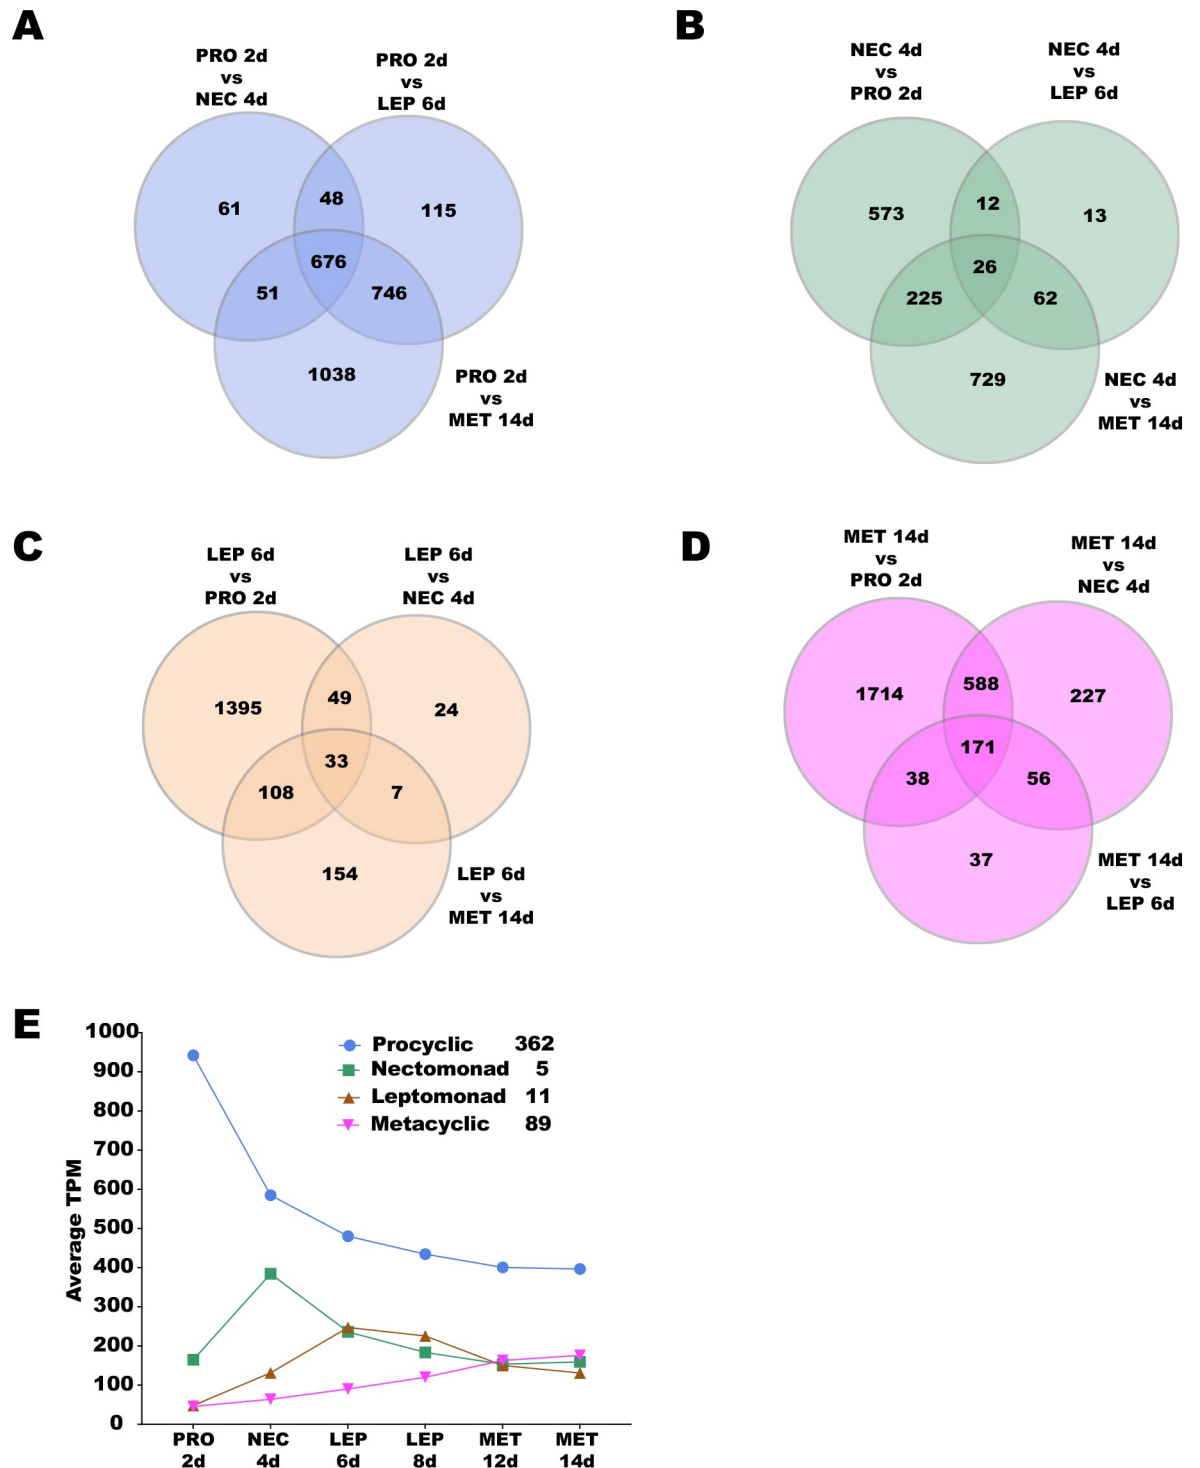 A
PRO 2d
vs
NEC 4d
PRO 2d
vs
LEP 6d
61
48
115
676
51
746
1038
PRO 2d
vs
MET 14d
B
NEC 4d
vs
PRO 2d
NEC 4d
vs
LEP 6d
573
12
13
26
225
62
729
NEC 4d
vs
MET 14d
C
LEP 6d
vs
PRO 2d
LEP 6d
vs
NEC 4d
1395
49
24
33
108
7
154
LEP 6d
vs
MET 14d
D
MET 14d
vs
PRO 2d
MET 14d
vs
NEC 4d
1714
588
227
171
38
56
37
MET 14d
vs
LEP 6d
E
Average TPM
1000
900
800
700
600
500
400
300
200
100
0
Procyclic 362
Nectomonad 5
Leptomonad 11
Metacyclic 89
PRO
2d
NEC
4d
LEP
6d
LEP
8d
MET
12d
MET
14d